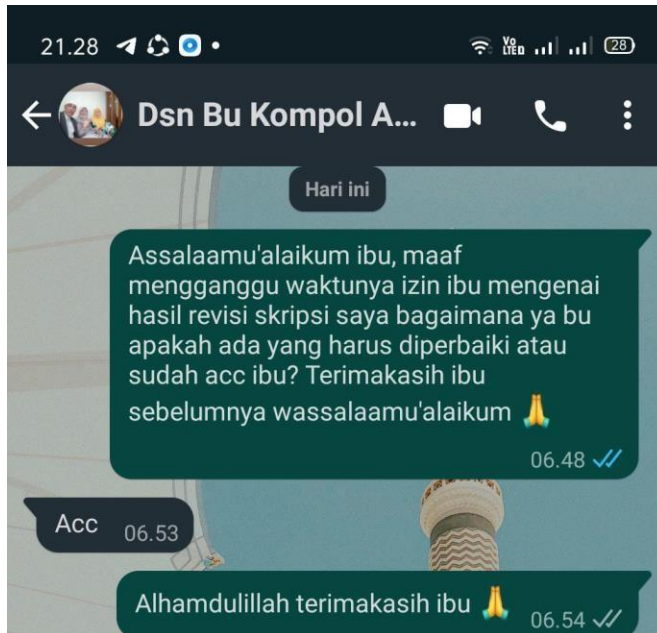 21.28
Vo
LTED
28
Dsn Bu Kompol A...
Hari ini
Assalaamu'alaikum ibu, maaf
mengganggu waktunya izin ibu mengenai
hasil revisi skripsi saya bagaimana ya bu
apakah ada yang harus diperbaiki atau
sudah acc ibu? Terimakasih ibu
sebelumnya wassalaamu'alaikum 🙏
06.48
Acc 06.53
Alhamdulillah terimakasih ibu 🙏 06.54